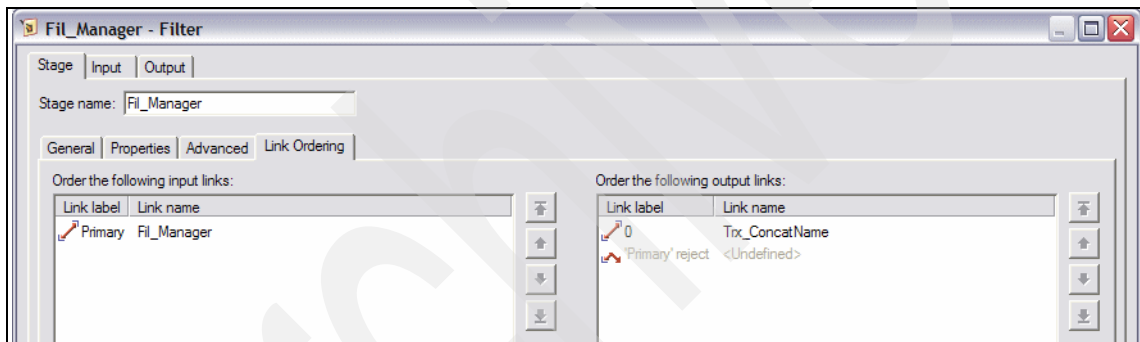 Fil_Manager - Filter
Stage Input Output
Stage name: Fil_Manager
General Properties Advanced Link Ordering
Order the following input links: Order the following output links:
Link label Link name Link label Link name
Primary Fil_Manager 0 Trx_ConcatName
'Primary' reject <Undefined>